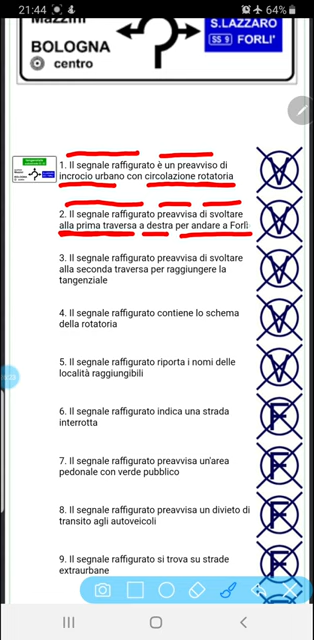 21:44
64%
Mazzini
BOLOGNA
centro
S.LAZZARO
SS 9 FORLI'
1. Il segnale raffigurato è un preavviso di
incrocio urbano con circolazione rotatoria
V
2. Il segnale raffigurato preavvisa di svoltare
alla prima traversa a destra per andare a Forlì
V
3. Il segnale raffigurato preavvisa di svoltare
alla seconda traversa per raggiungere la
tangenziale
V
4. Il segnale raffigurato contiene lo schema
della rotatoria
V
5. Il segnale raffigurato riporta i nomi delle
località raggiungibili
V
6. Il segnale raffigurato indica una strada
interrotta
F
7. Il segnale raffigurato preavvisa un'area
pedonale con verde pubblico
F
8. Il segnale raffigurato preavvisa un divieto di
transito agli autoveicoli
F
9. Il segnale raffigurato si trova su strade
extraurbane
F